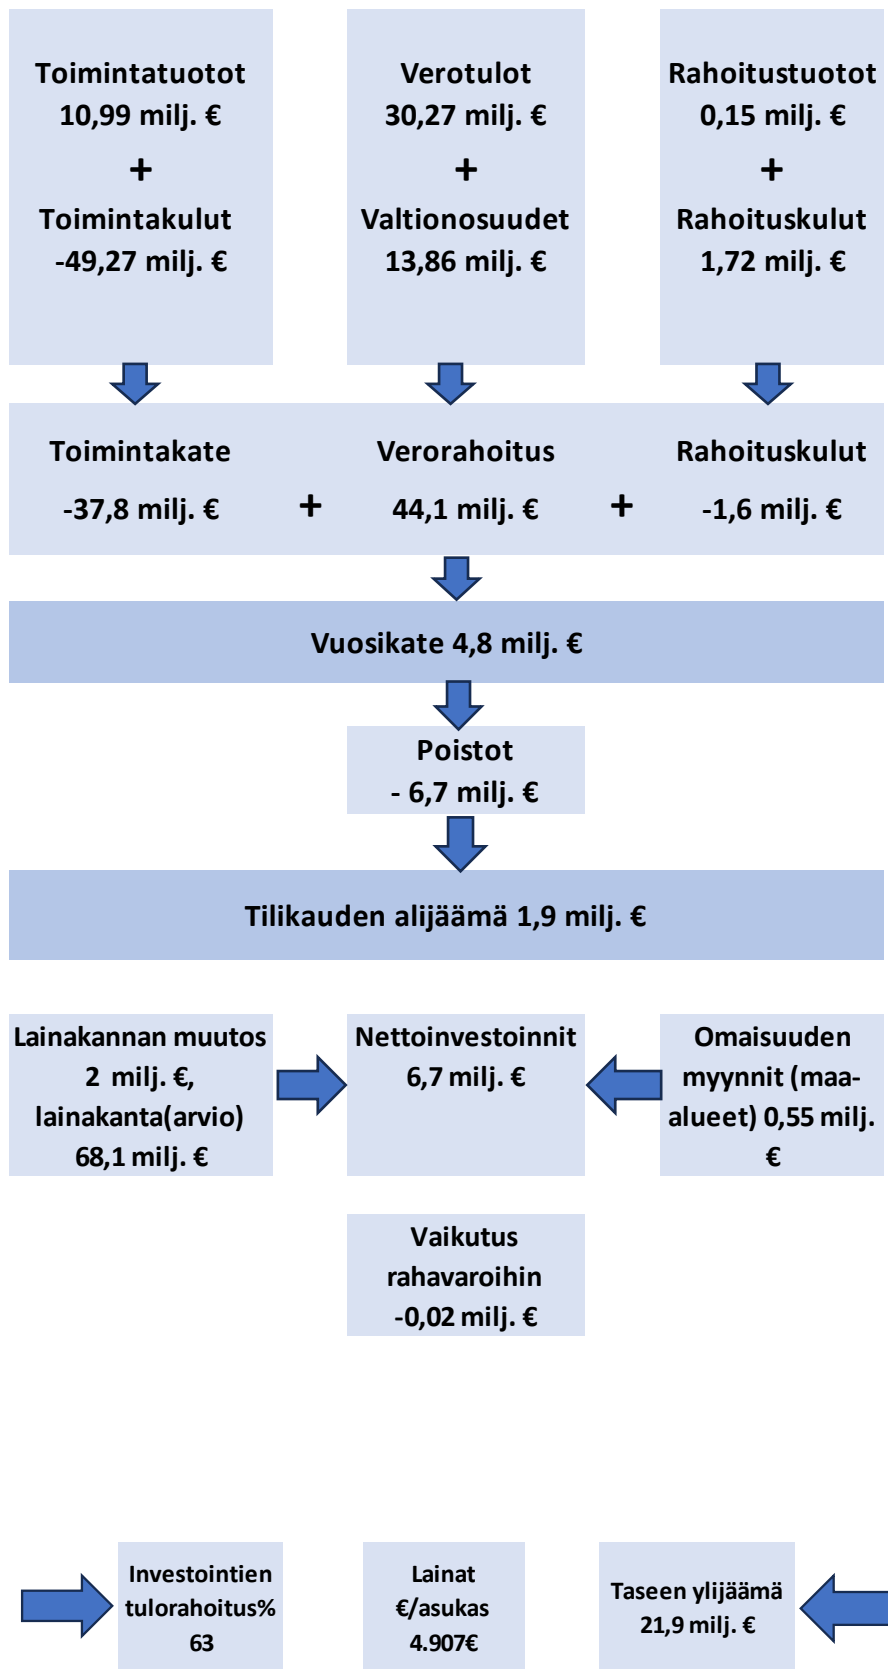 Toimintatuotot
10,99 milj. €
+
Toimintakulut
-49,27 milj. €
Verotulot
30,27 milj. €
+
Valtionosuudet
13,86 milj. €
Rahoitustuotot
0,15 milj. €
+
Rahoituskulut
1,72 milj. €
Toimintakate
-37,8 milj. €
+
Verorahoitus
44,1 milj. €
+
Rahoituskulut
-1,6 milj. €
Vuosikate 4,8 milj. €
Poistot
- 6,7 milj. €
Tilikauden alijäämä 1,9 milj. €
Lainakannan muutos
2 milj. €,
lainakanta(arvio)
68,1 milj. €
Nettoinvestoinnit
6,7 milj. €
Omaisuuden
myynnit (maa-
alueet) 0,55 milj.
€
Vaikutus
rahavaroihin
-0,02 milj. €
Investointien
tulorahoitus%
63
Lainat
€/asukas
4.907€
Taseen ylijäämä
21,9 milj. €